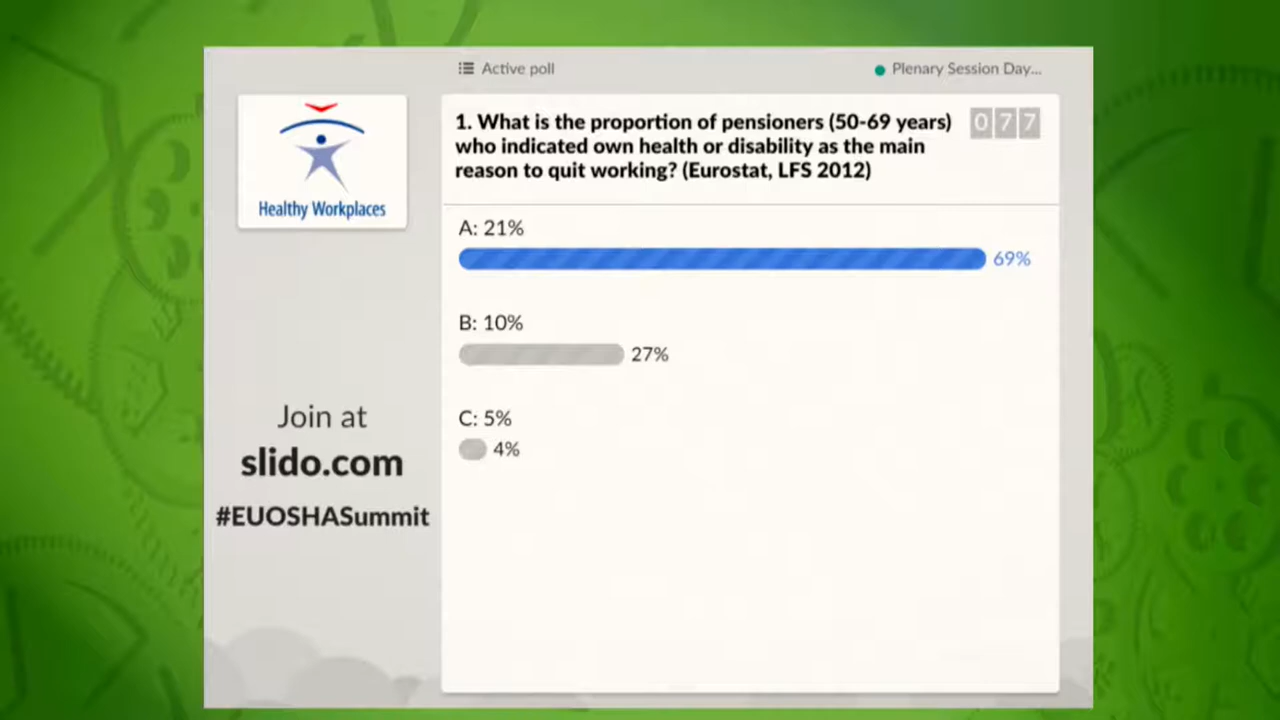 Active poll
Plenary Session Day...
Healthy Workplaces
1. What is the proportion of pensioners (50-69 years)
who indicated own health or disability as the main
reason to quit working? (Eurostat, LFS 2012)
077
A: 21%
69%
B: 10%
27%
C: 5%
4%
Join at
slido.com
#EUOSHASummit